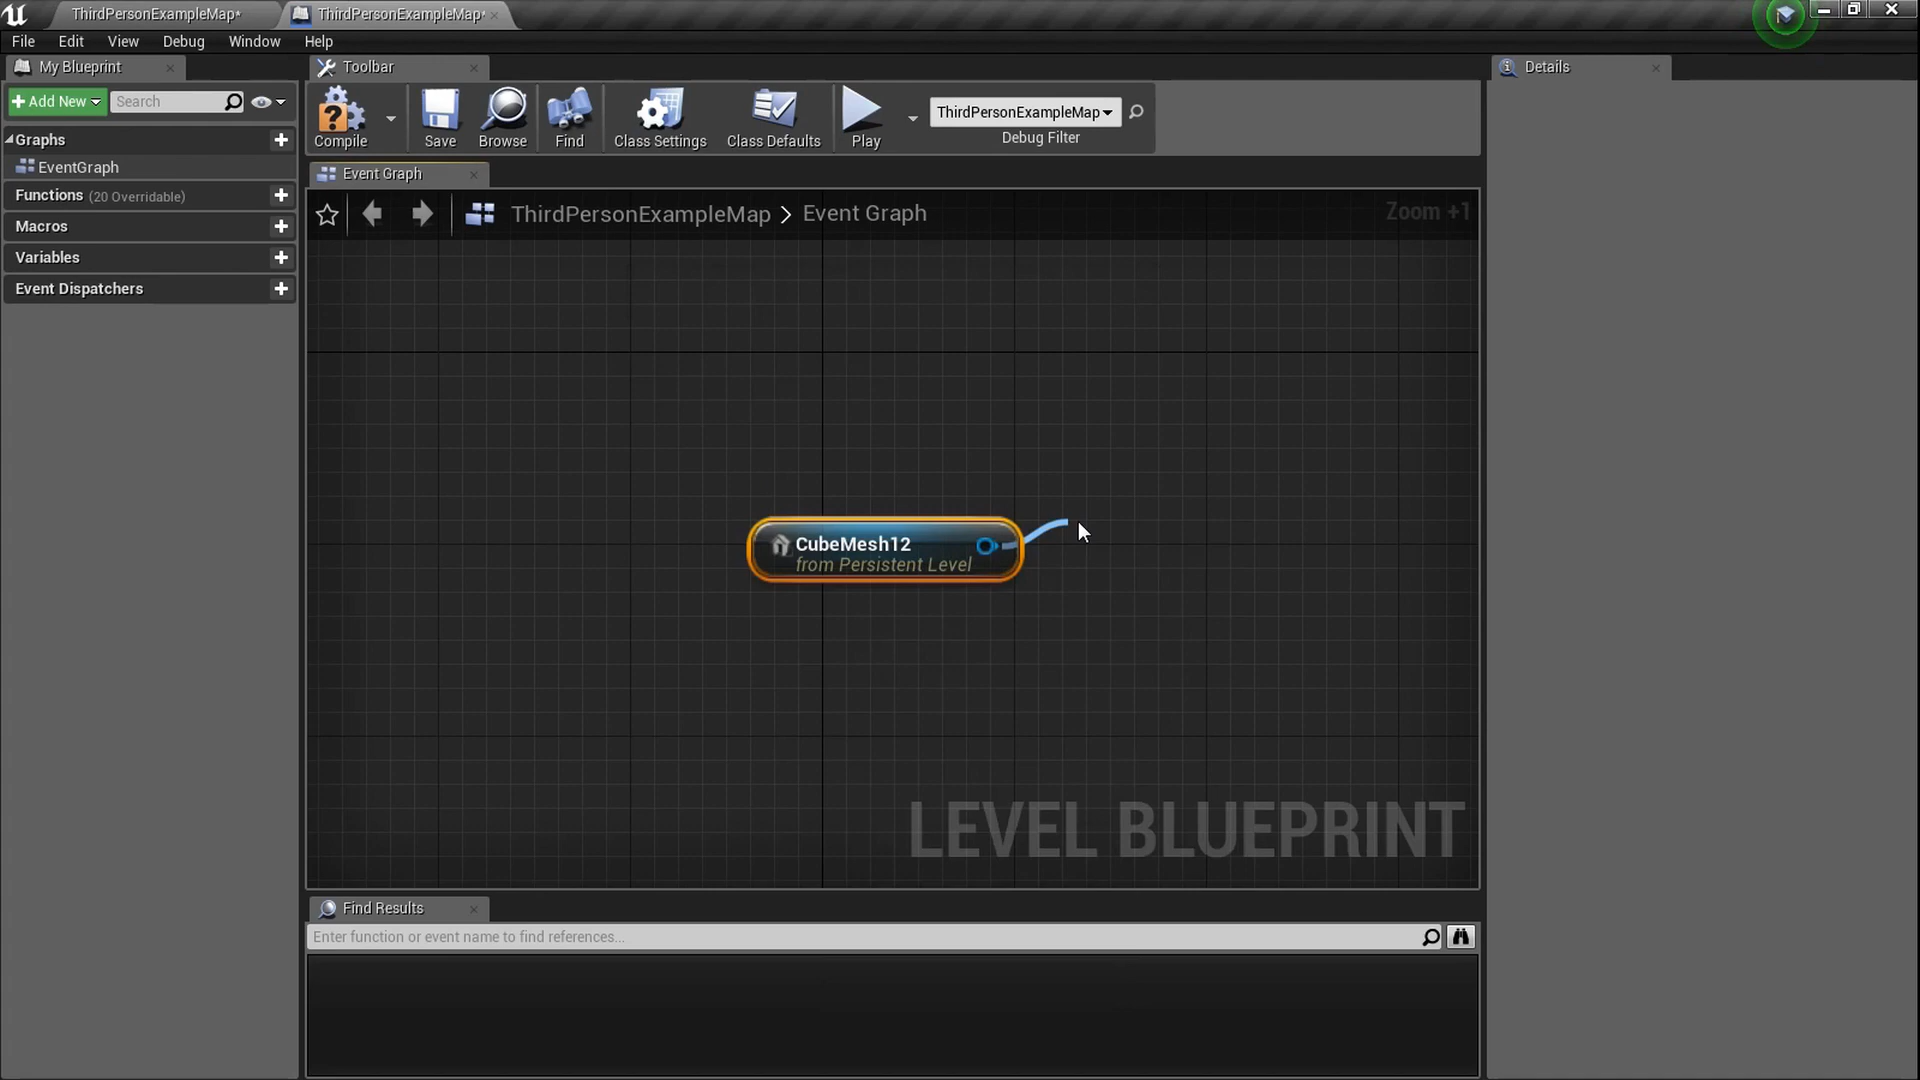 ThirdPersonExampleMap*
ThirdPersonExampleMap*
File Edit View Debug Window Help
My Blueprint
Toolbar
Details
Add New
Search
Compile
Save
Browse
Find
Class Settings
Class Defaults
Play
ThirdPersonExampleMap
Debug Filter
Graphs
EventGraph
Functions (20 Overridable)
Macros
Variables
Event Dispatchers
Event Graph
ThirdPersonExampleMap > Event Graph
Zoom +1
CubeMesh12
from Persistent Level
LEVEL BLUEPRINT
Find Results
Enter function or event name to find references...